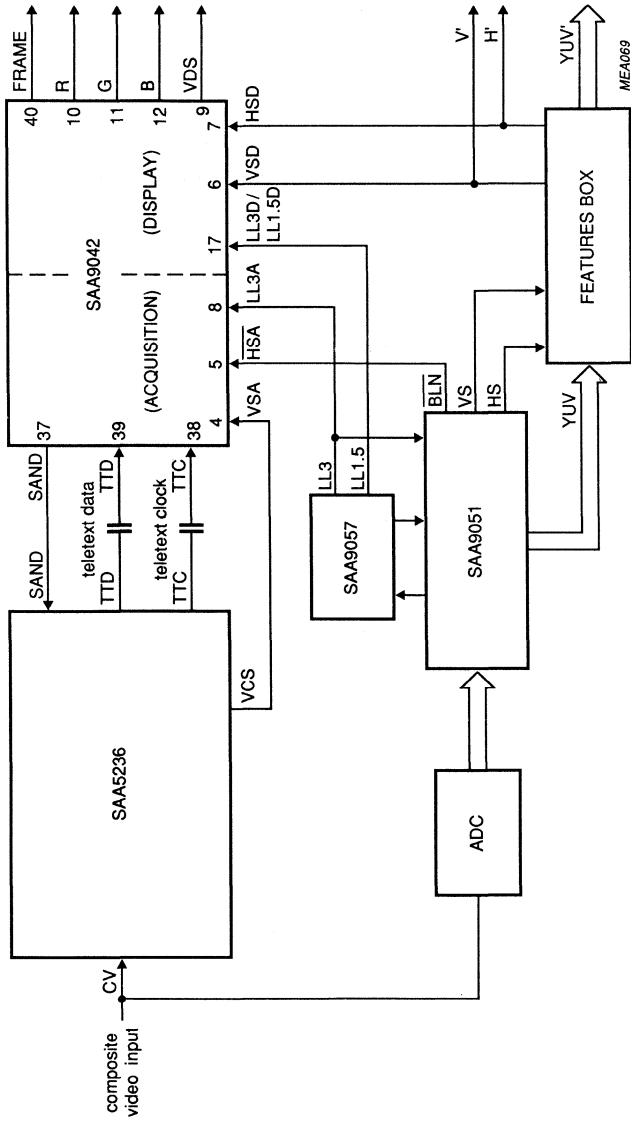 composite
video input
CV
SAA5236
VCS
SAND
TTD
teletext data
TTC
teletext clock
SAND
TTD
TTC
37
39
38
SAA9042
(ACQUISITION)
(DISPLAY)
40
10
11
12
9
FRAME
R
G
B
VDS
4
5
8
17
6
7
VSA
HSA
LL3A
LL3D/
LL1.5D
VSD
HSD
LL3
LL1.5
SAA9057
BLN
VS
HS
SAA9051
ADC
YUV
FEATURES BOX
V'
H'
YUV'
MEA069